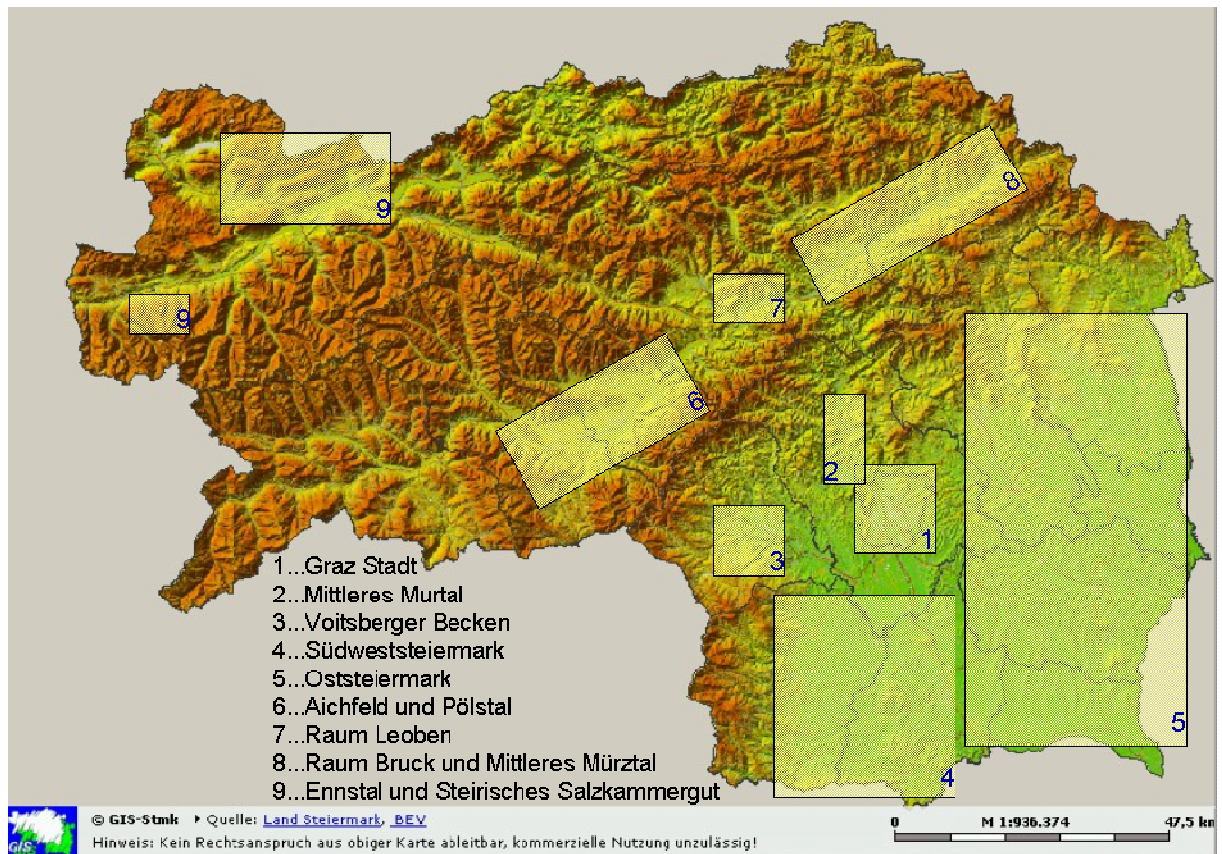 9
8
7
9
6
2
1
3
5
4
1...Graz Stadt
2...Mittleres Murtal
3...Voitsberger Becken
4...Südweststeiermark
5...Oststeiermark
6...Aichfeld und Pölstal
7...Raum Leoben
8...Raum Bruck und Mittleres Mürztal
9...Ennstal und Steirisches Salzkammergut
GIS
© GIS-Stmk Quelle: Land Steiermark, BEV
0 M 1:936.374 47,5 km
Hinweis: Kein Rechtsanspruch aus obiger Karte ableitbar, kommerzielle Nutzung unzulässig!